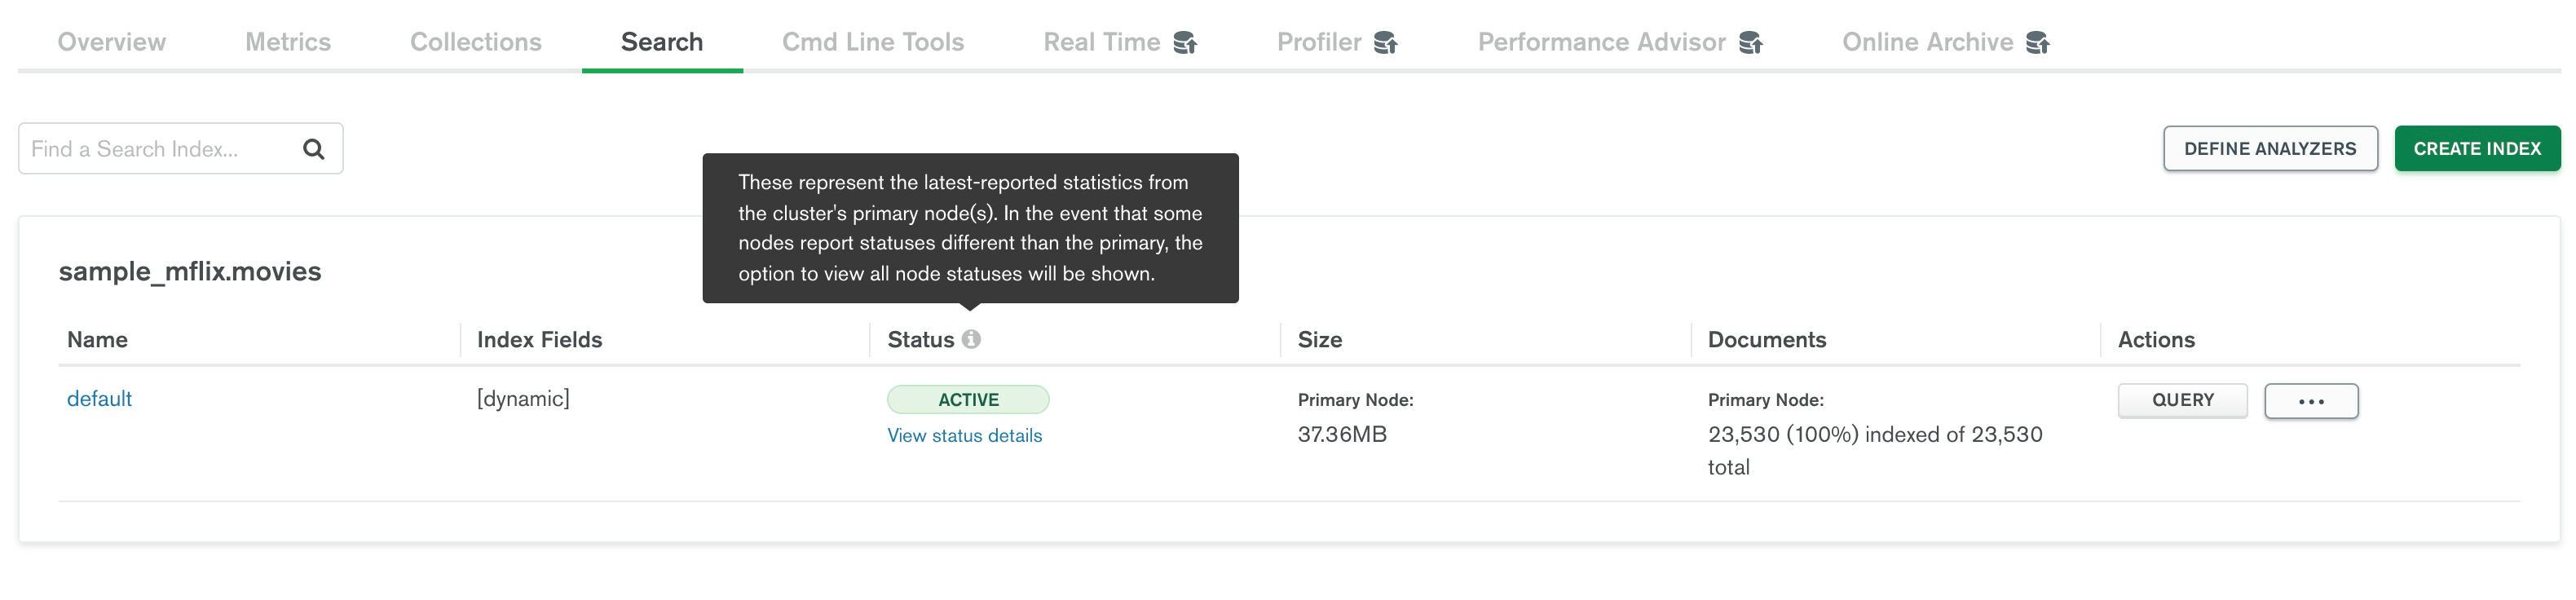 Overview Metrics Collections Search Cmd Line Tools Real Time Profiler Performance Advisor Online Archive
Find a Search Index...
DEFINE ANALYZERS CREATE INDEX
These represent the latest-reported statistics from
the cluster's primary node(s). In the event that some
nodes report statuses different than the primary, the
option to view all node statuses will be shown.
sample_mflix.movies
Name Index Fields Status Size Documents Actions
default [dynamic] ACTIVE Primary Node: Primary Node: QUERY ...
View status details 37.36MB 23,530 (100%) indexed of 23,530
total